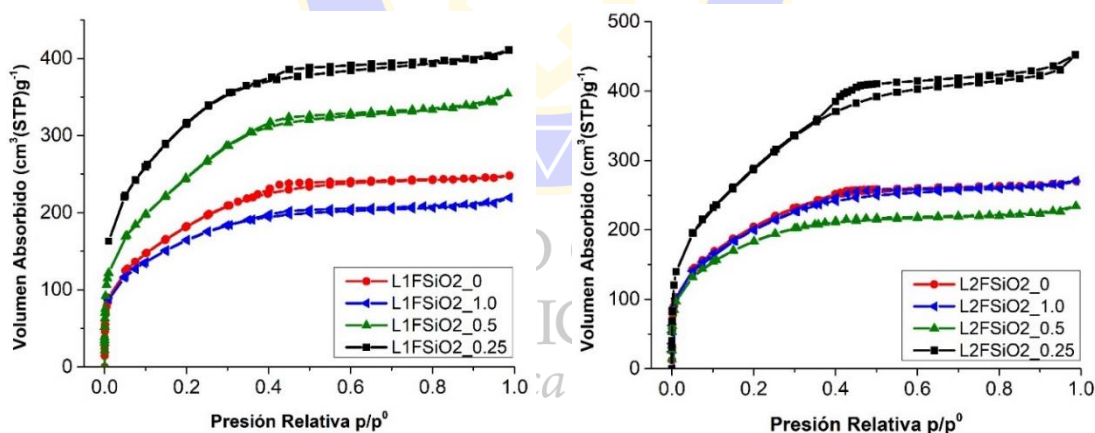 Volumen Absorbido (cm³(STP)g⁻¹)
400
300
200
100
0
0.0 0.2 0.4 0.6 0.8 1.0
Presión Relativa p/p⁰
L1FSiO2_0
L1FSiO2_1.0
L1FSiO2_0.5
L1FSiO2_0.25
Volumen Absorbido (cm³(STP)g⁻¹)
500
400
300
200
100
0
0.0 0.2 0.4 0.6 0.8 1.0
Presión Relativa p/p⁰
L2FSiO2_0
L2FSiO2_1.0
L2FSiO2_0.5
L2FSiO2_0.25